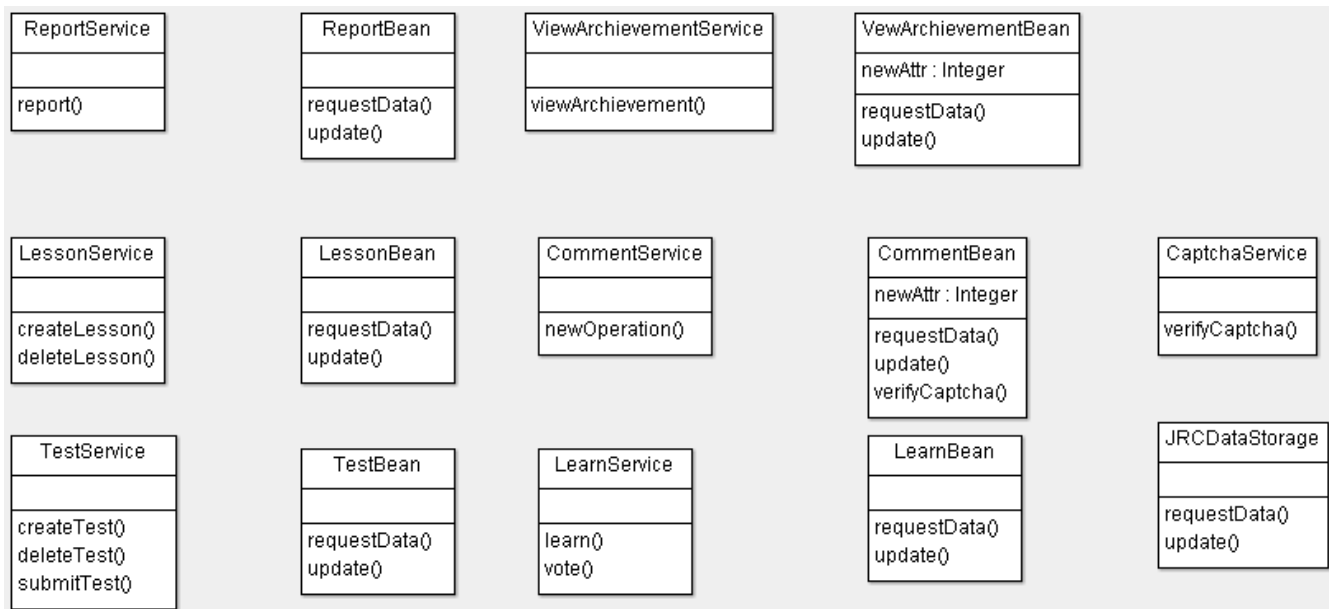 ReportService
report()
ReportBean
requestData()
update()
ViewArchievementService
viewArchievement()
VewArchievementBean
newAttr : Integer
requestData()
update()
LessonService
createLesson()
deleteLesson()
LessonBean
requestData()
update()
CommentService
newOperation()
CommentBean
newAttr : Integer
requestData()
update()
verifyCaptcha()
CaptchaService
verifyCaptcha()
TestService
createTest()
deleteTest()
submitTest()
TestBean
requestData()
update()
LearnService
learn()
vote()
LearnBean
requestData()
update()
JRCDataStorage
requestData()
update()